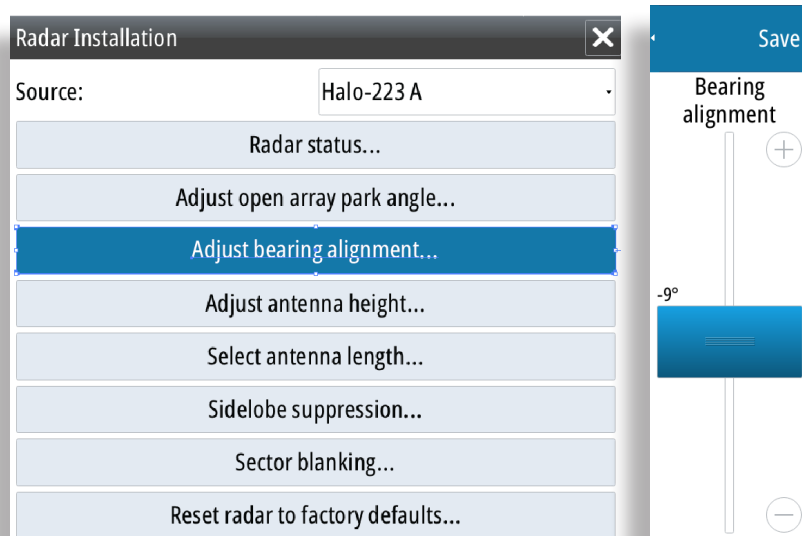 Radar Installation
Source:
Halo-223 A
Radar status...
Adjust open array park angle...
Adjust bearing alignment...
Adjust antenna height...
Select antenna length...
Sidelobe suppression...
Sector blanking...
Reset radar to factory defaults...
Save
Bearing
alignment
-9°